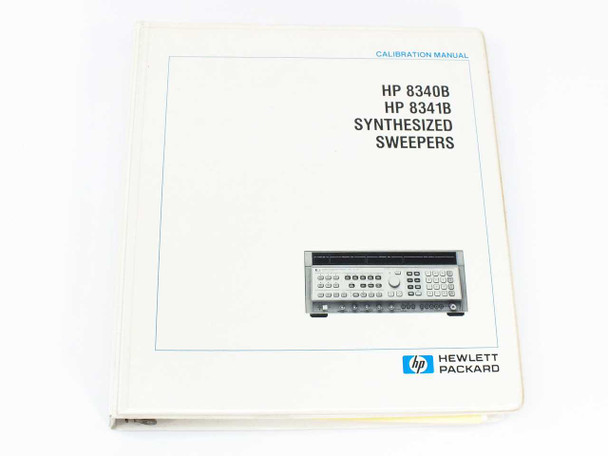 CALIBRATION MANUAL
HP 8340B
HP 8341B
SYNTHESIZED
SWEEPERS
hp HEWLETT
PACKARD